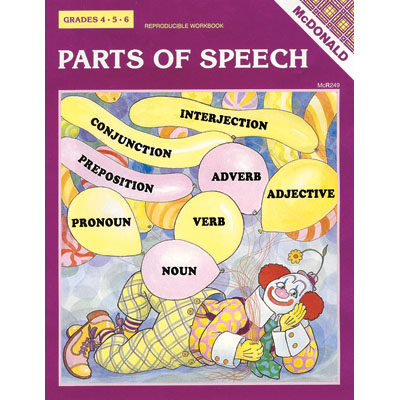 GRADES 4 • 5 • 6
REPRODUCIBLE WORKBOOK
McDONALD
PARTS OF SPEECH
McR249
INTERJECTION
CONJUNCTION
PREPOSITION
ADVERB
ADJECTIVE
PRONOUN
VERB
NOUN